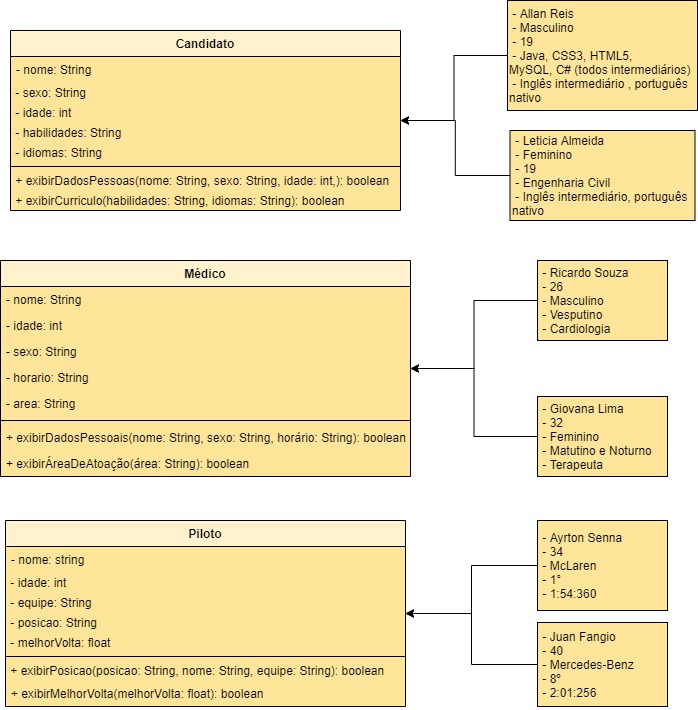 Candidato
- nome: String
- sexo: String
- idade: int
- habilidades: String
- idiomas: String
+ exibirDadosPessoas(nome: String, sexo: String, idade: int,): boolean
+ exibirCurriculo(habilidades: String, idiomas: String): boolean
- Allan Reis
- Masculino
- 19
- Java, CSS3, HTML5,
MySQL, C# (todos intermediários)
- Inglês intermediário , português
nativo
- Leticia Almeida
- Feminino
- 19
- Engenharia Civil
- Inglês intermediário, português
nativo
Médico
- nome: String
- idade: int
- sexo: String
- horario: String
- area: String
+ exibirDadosPessoais(nome: String, sexo: String, horário: String): boolean
+ exibirÁreaDeAtoação(área: String): boolean
- Ricardo Souza
- 26
- Masculino
- Vesputino
- Cardiologia
- Giovana Lima
- 32
- Feminino
- Matutino e Noturno
- Terapeuta
Piloto
- nome: string
- idade: int
- equipe: String
- posicao: String
- melhorVolta: float
+ exibirPosicao(posicao: String, nome: String, equipe: String): boolean
+ exibirMelhorVolta(melhorVolta: float): boolean
- Ayrton Senna
- 34
- McLaren
- 1°
- 1:54:360
- Juan Fangio
- 40
- Mercedes-Benz
- 8º
- 2:01:256